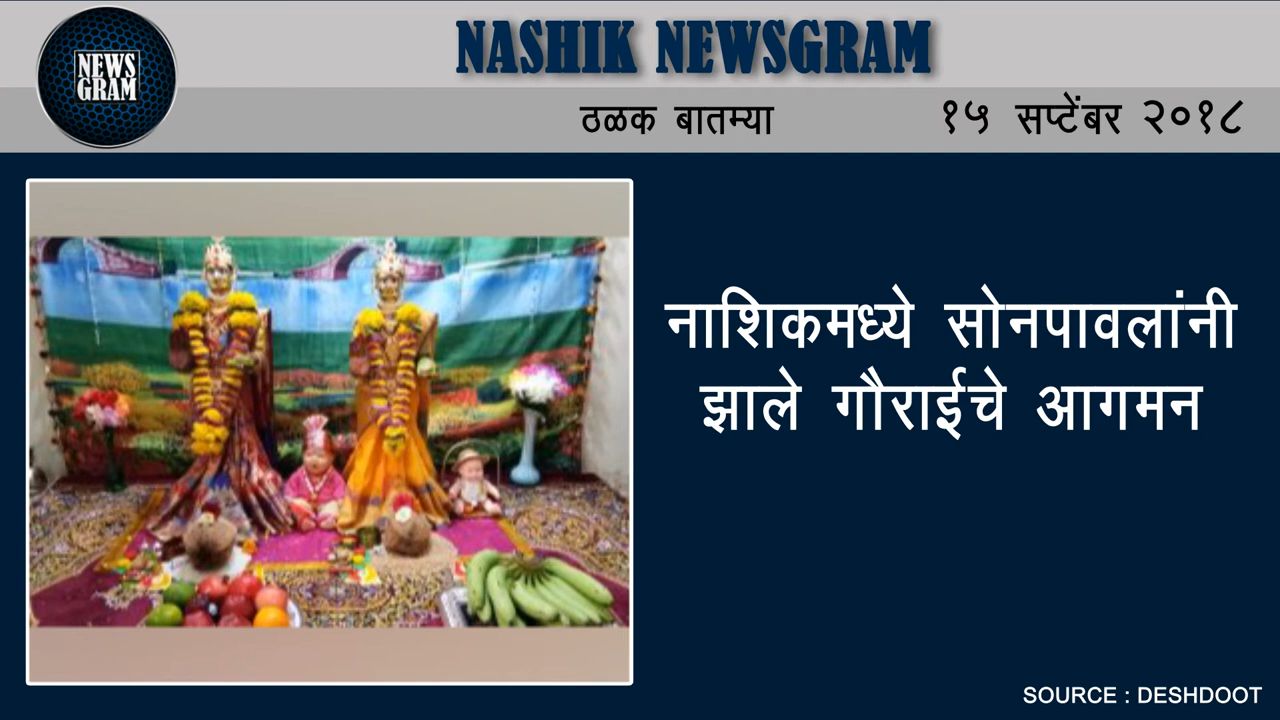 NEWS
GRAM
NASHIK NEWSGRAM
ठळक बातम्या
१५ सप्टेंबर २०१८
नाशिकमध्ये सोनपावलांनी
झाले गौराईचे आगमन
SOURCE : DESHDOOT